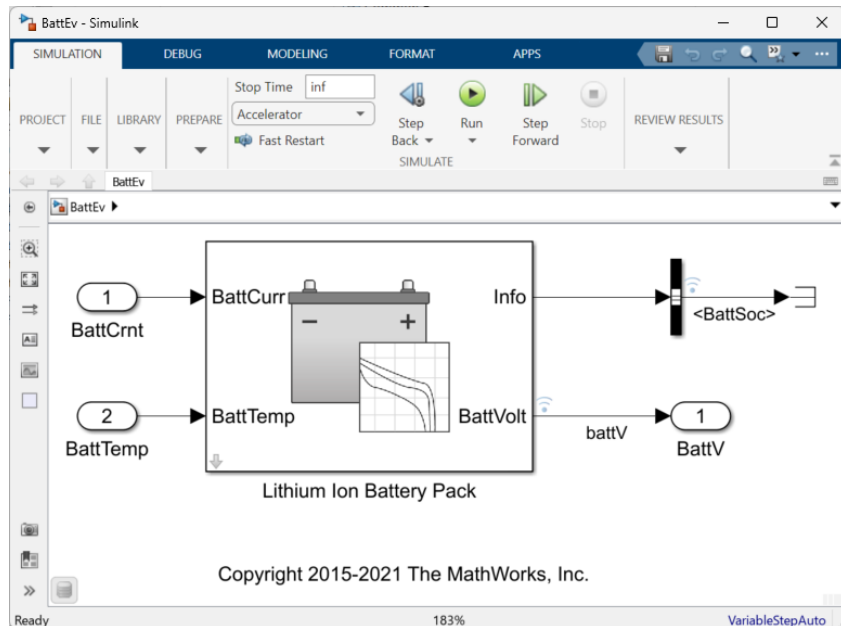 BattEv - Simulink
SIMULATION DEBUG MODELING FORMAT APPS
Stop Time inf
Accelerator
Fast Restart
PROJECT FILE LIBRARY PREPARE
Step Back
Run
Step Forward
Stop
REVIEW RESULTS
SIMULATE
BattEv
BattEv
1
BattCrnt
2
BattTemp
BattCurr
Info
BattTemp
BattVolt
Lithium Ion Battery Pack
<BattSoc>
battV
1
BattV
Copyright 2015-2021 The MathWorks, Inc.
Ready 183% VariableStepAuto